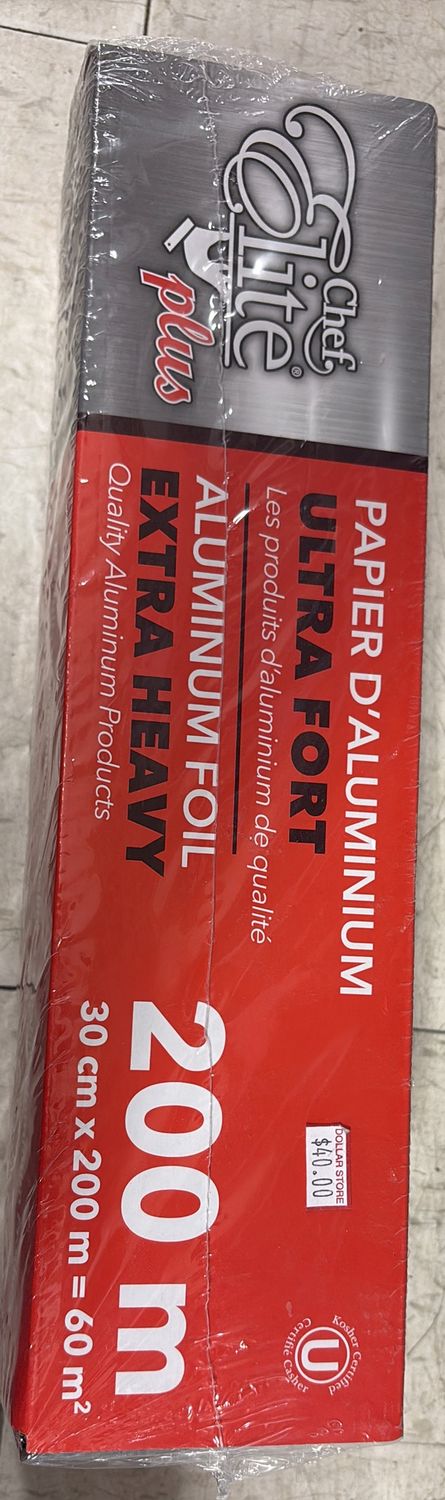 Chef
Elite®
plus
PAPIER D'ALUMINIUM
ULTRA FORT
Les produits d'aluminium de qualité
ALUMINUM FOIL
EXTRA HEAVY
Quality Aluminum Products
DOLLAR STORE
$40.00
200 m
30 cm x 200 m = 60 m²
Kosher Certified
U
Certifié Casher